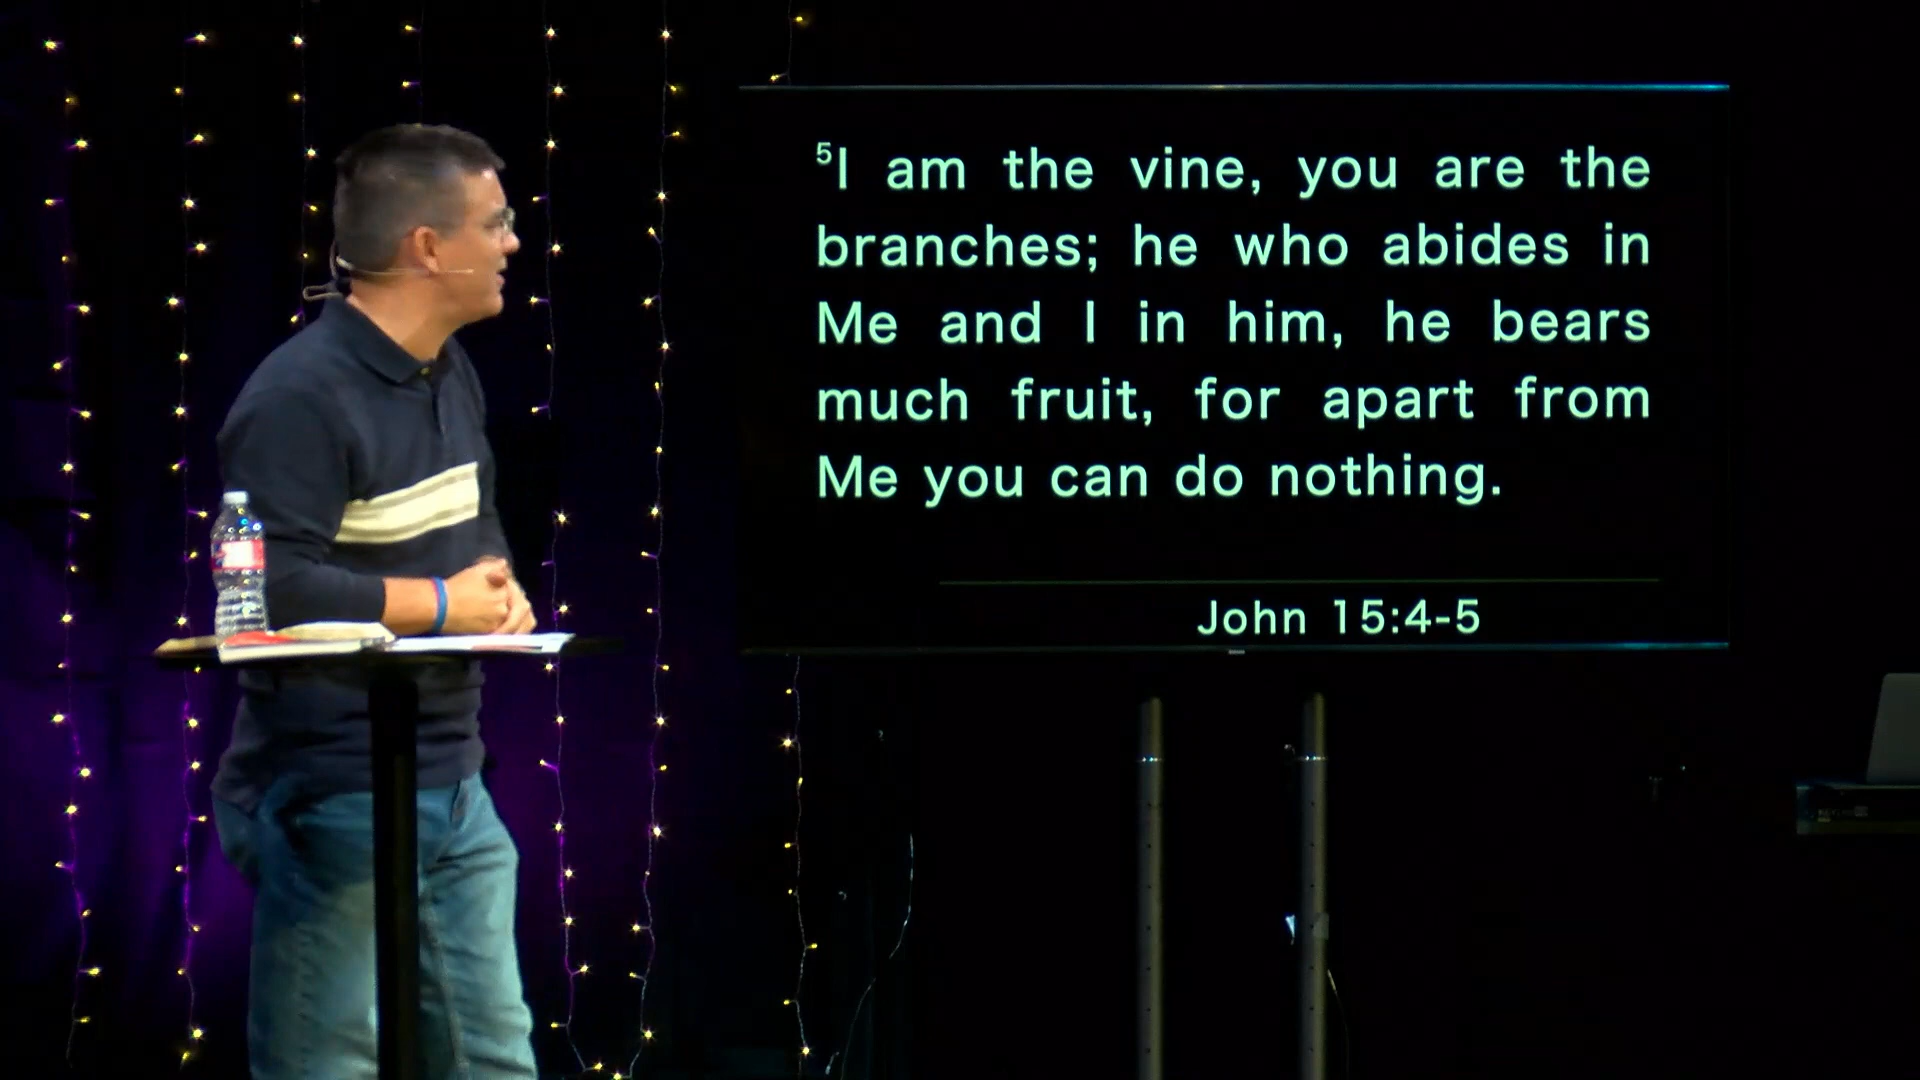 ⁵I am the vine, you are the
branches; he who abides in
Me and I in him, he bears
much fruit, for apart from
Me you can do nothing.
John 15:4-5